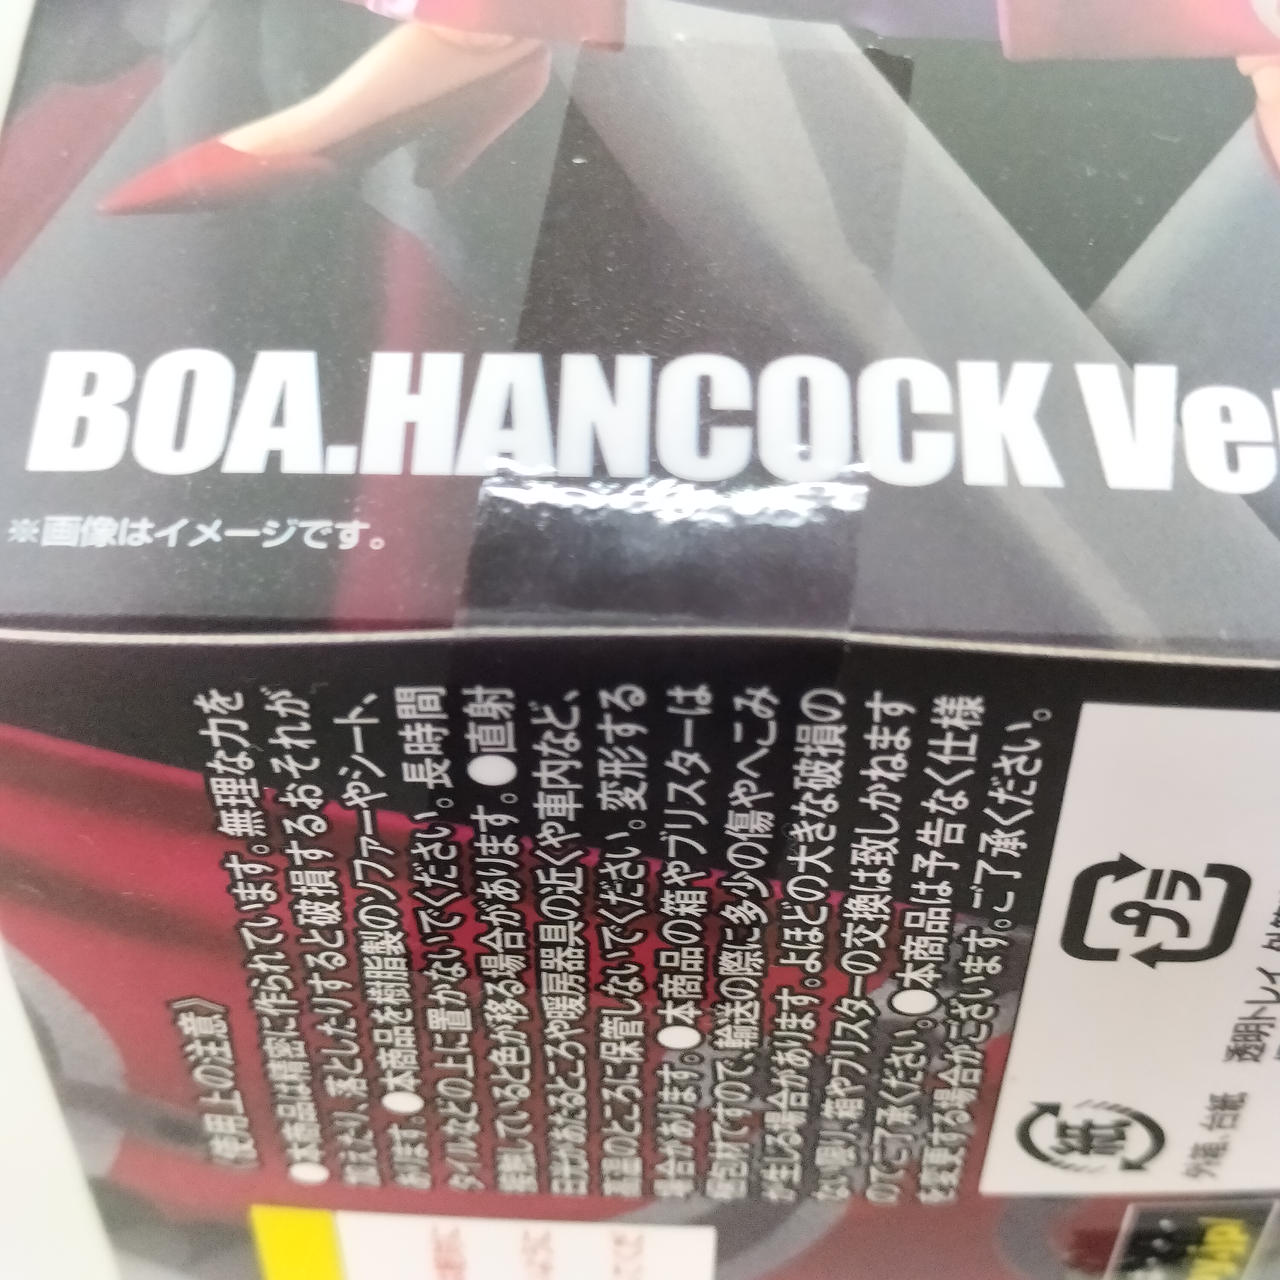 BOA.HANCOCK Ve
※画像はイメージです。
《使用上の注意》
●本商品は精密に作られています。無理な力を
加えたり、落としたりすると破損するおそれが
あります。●本商品を樹脂製のソファーやシート、
タイルなどの上に置かないでください。長時間
接触していると色が移る場合があります。●直射
日光があたるところや暖房器具の近くや車内など、
高温のところに保管しないでください。変形する
場合があります。●本商品の箱やブリスターは
梱包材ですので、輸送の際に多少の傷やへこみ
が生じる場合があります。よほどの大きな破損の
ない限り、箱やブリスターの交換は致しかねます
のでご了承ください。●本商品は予告なく仕様
を変更する場合がございます。ご了承ください。
プラ
透明トレイ
紙
外箱、台紙